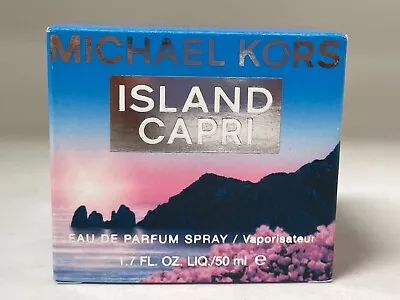 MICHAEL KORS
ISLAND
CAPRI
EAU DE PARFUM SPRAY / Vaporisateur
1.7 FL. OZ. LIQ./50 ml ℮